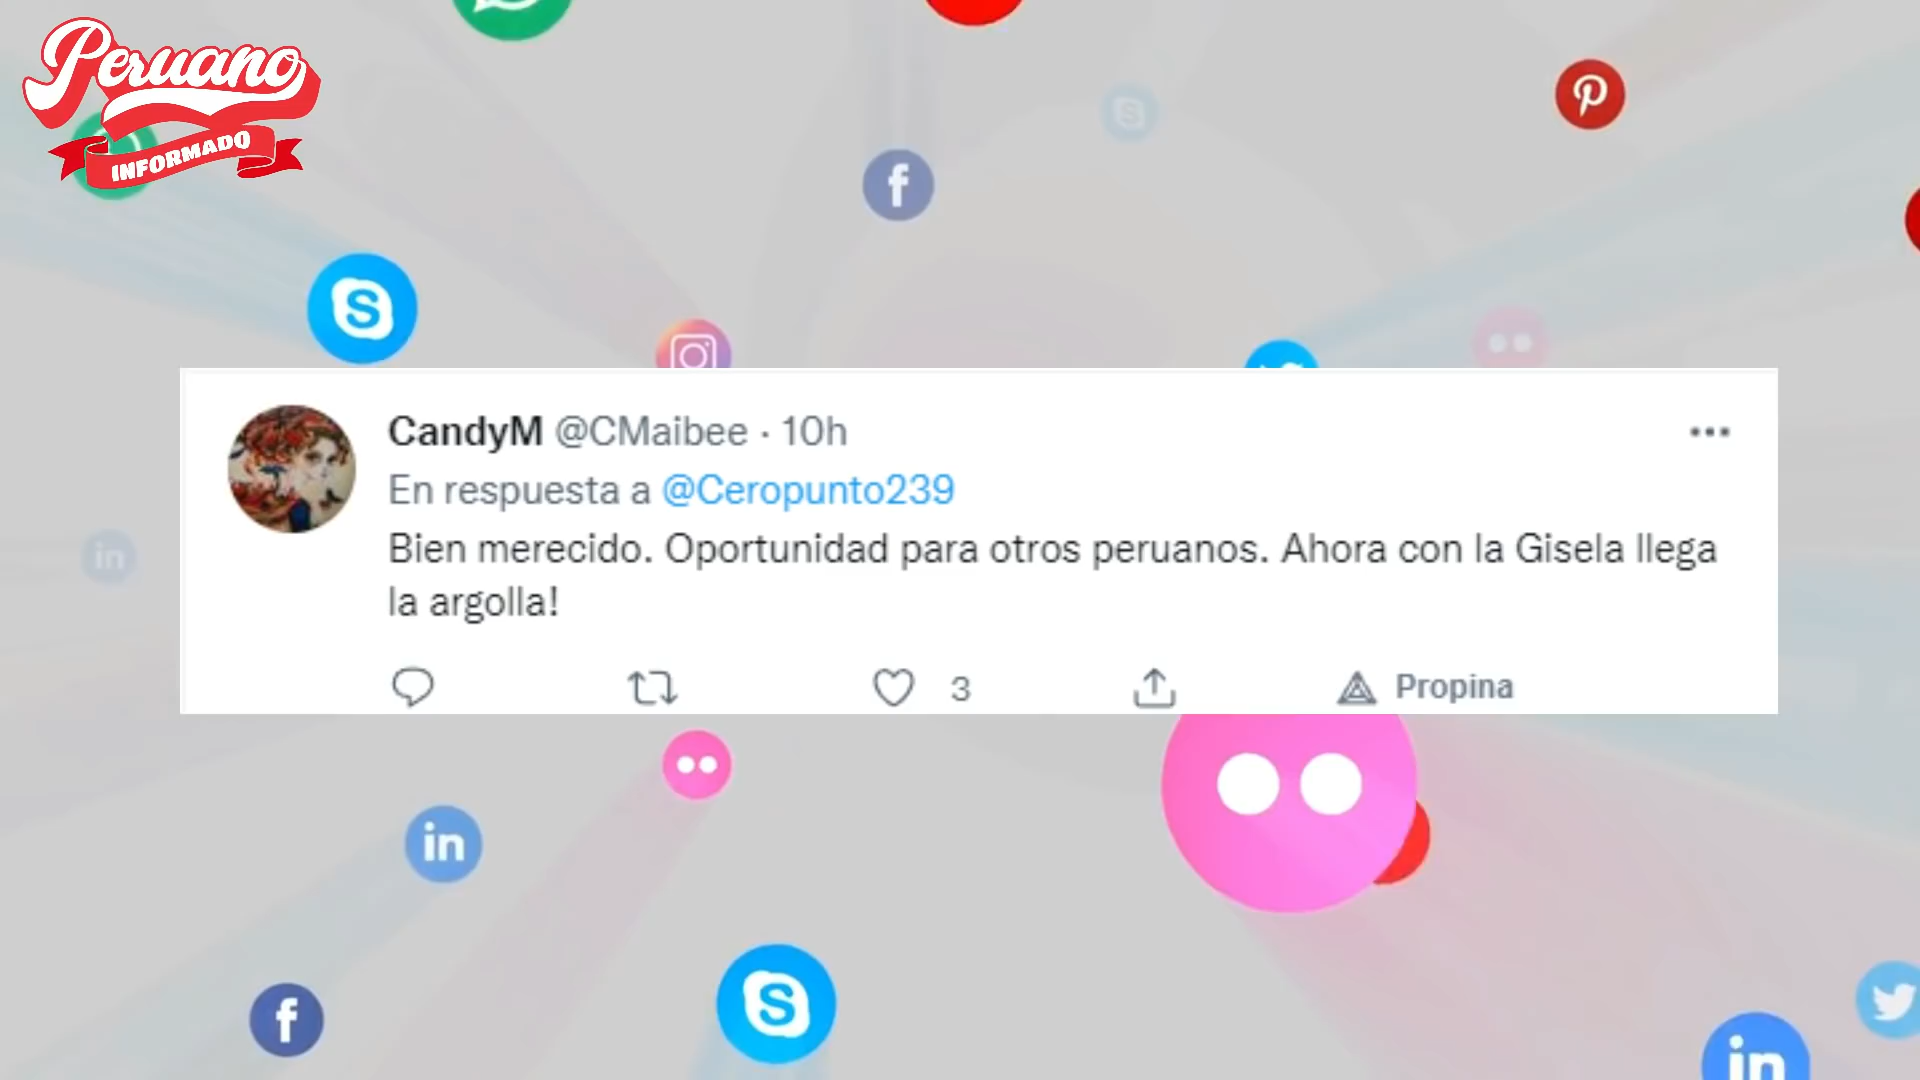 Peruano
INFORMADO
CandyM @CMaibee · 10h
En respuesta a @Ceropunto239
Bien merecido. Oportunidad para otros peruanos. Ahora con la Gisela llega
la argolla!
3
Propina